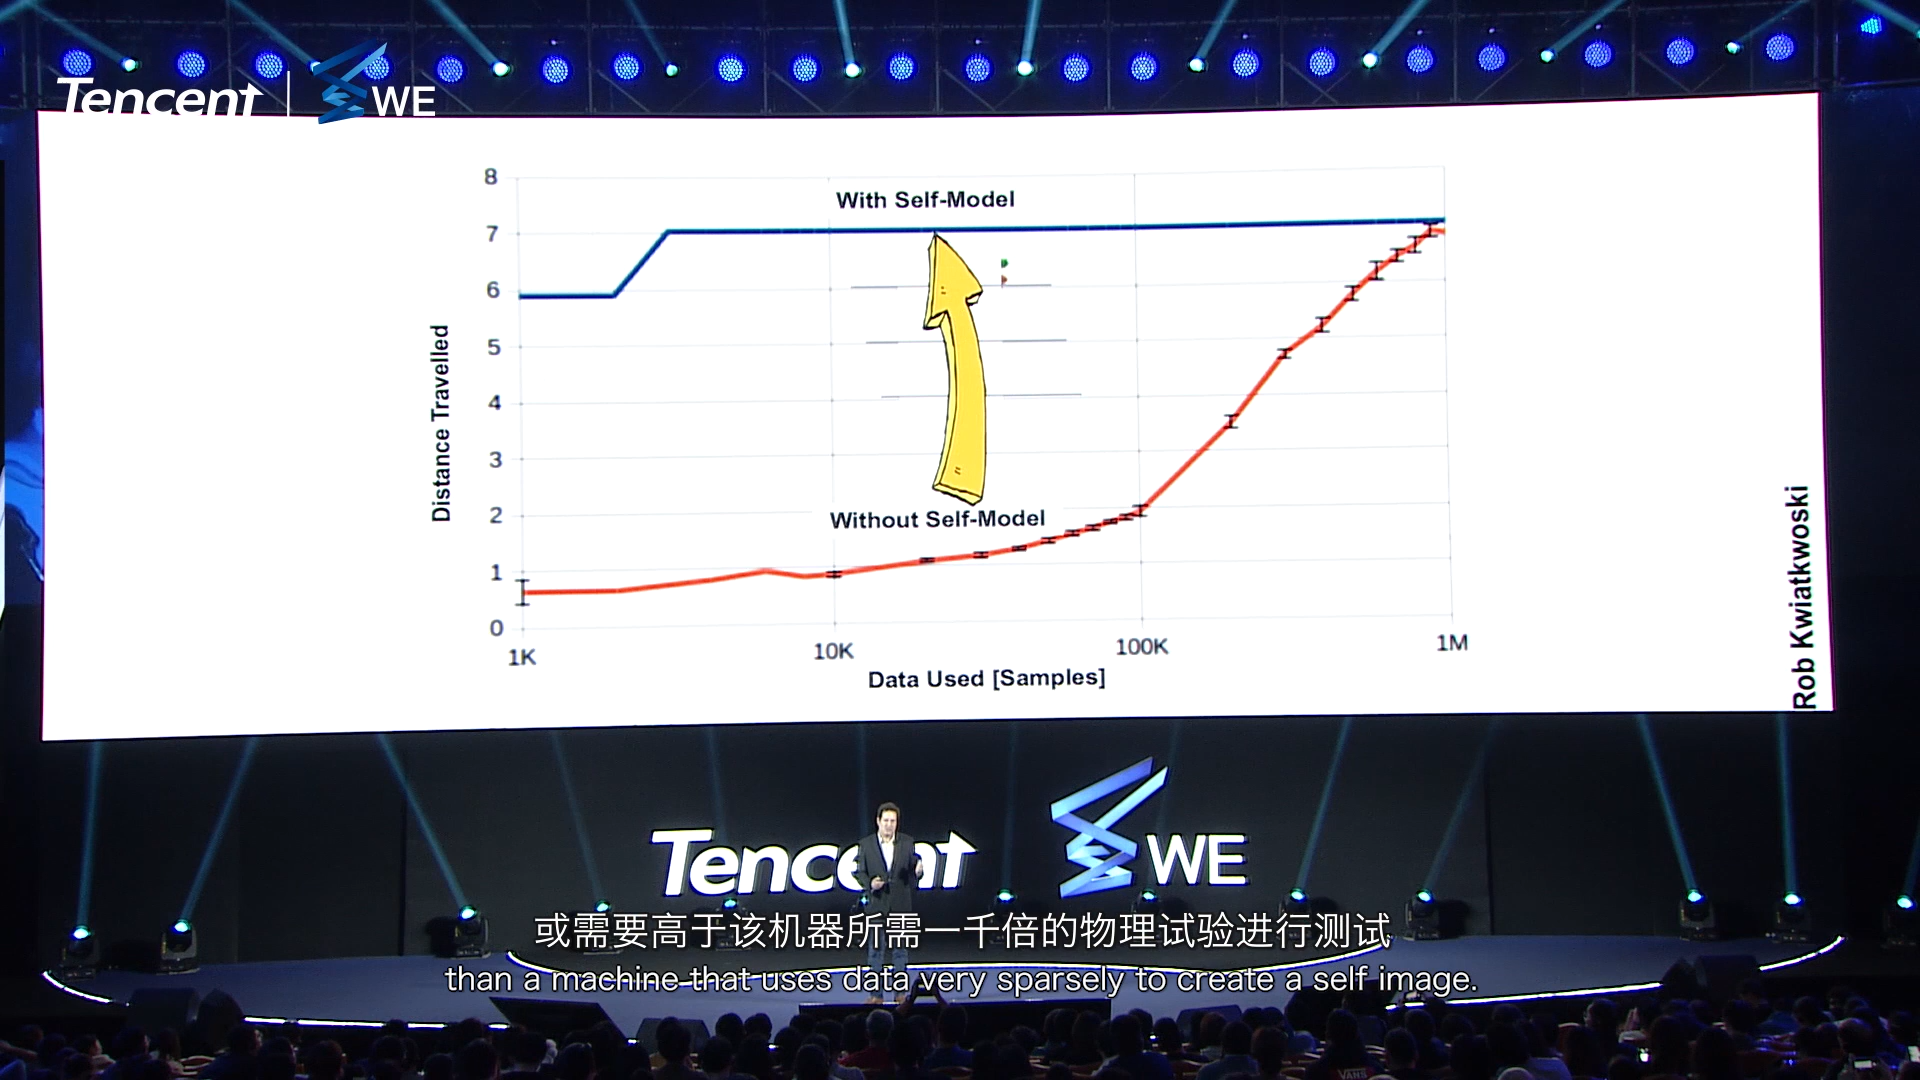 Tencent WE
8
With Self-Model
7
6
5
4
3
2
1
0
Distance Travelled
Without Self-Model
1K
10K
100K
1M
Data Used [Samples]
Rob Kwiatkwoski
Tencent WE
或需要高于该机器所需一千倍的物理试验进行测试
than a machine that uses data very sparsely to create a self image.
VANS